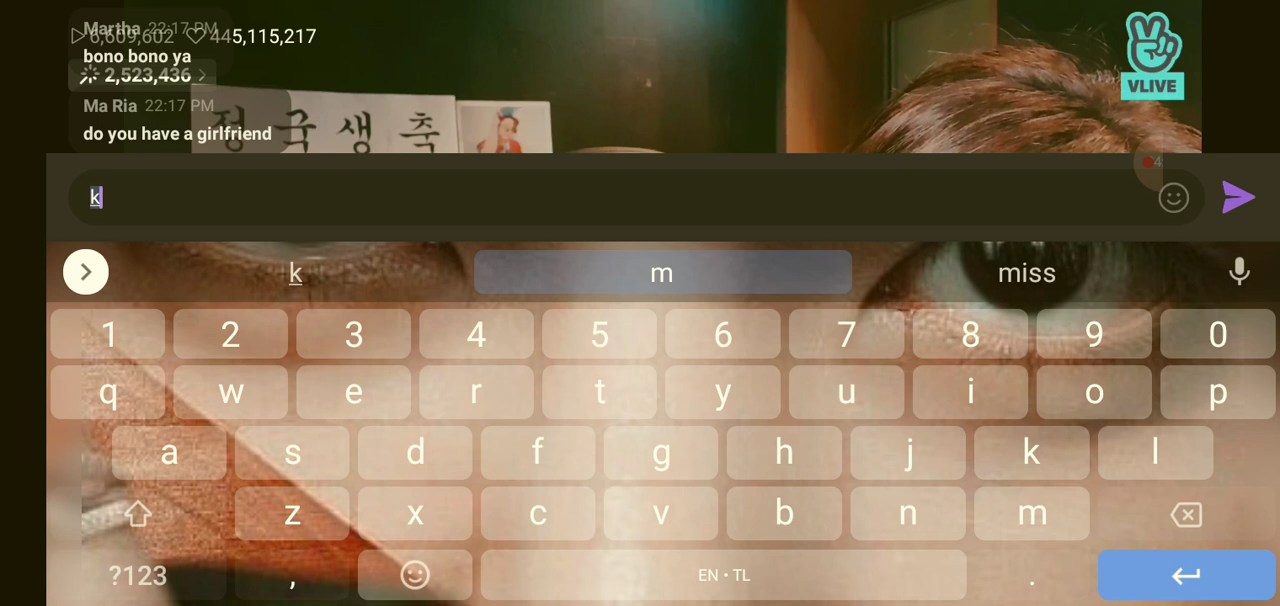 Martha 22:17 PM
6,609,602 445,115,217
bono bono ya
2,523,436
Ma Ria 22:17 PM
do you have a girlfriend
정국생축
VLIVE
4
k
k m miss
1 2 3 4 5 6 7 8 9 0
q w e r t y u i o p
a s d f g h j k l
z x c v b n m
?123 , EN • TL .